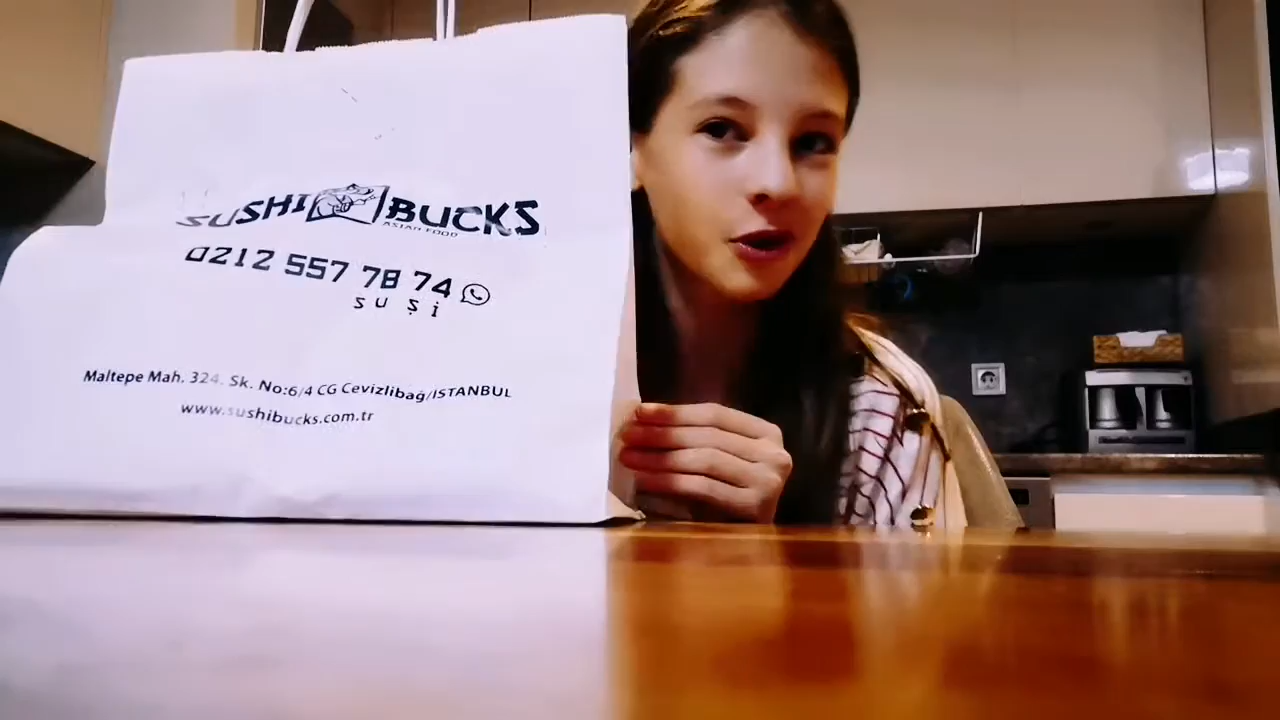 SUSHI BUCKS
ASIAN FOOD
0212 557 78 74
SUŞİ
Maltepe Mah. 324. Sk. No:6/4 CG Cevizlibağ/ISTANBUL
www.sushibucks.com.tr